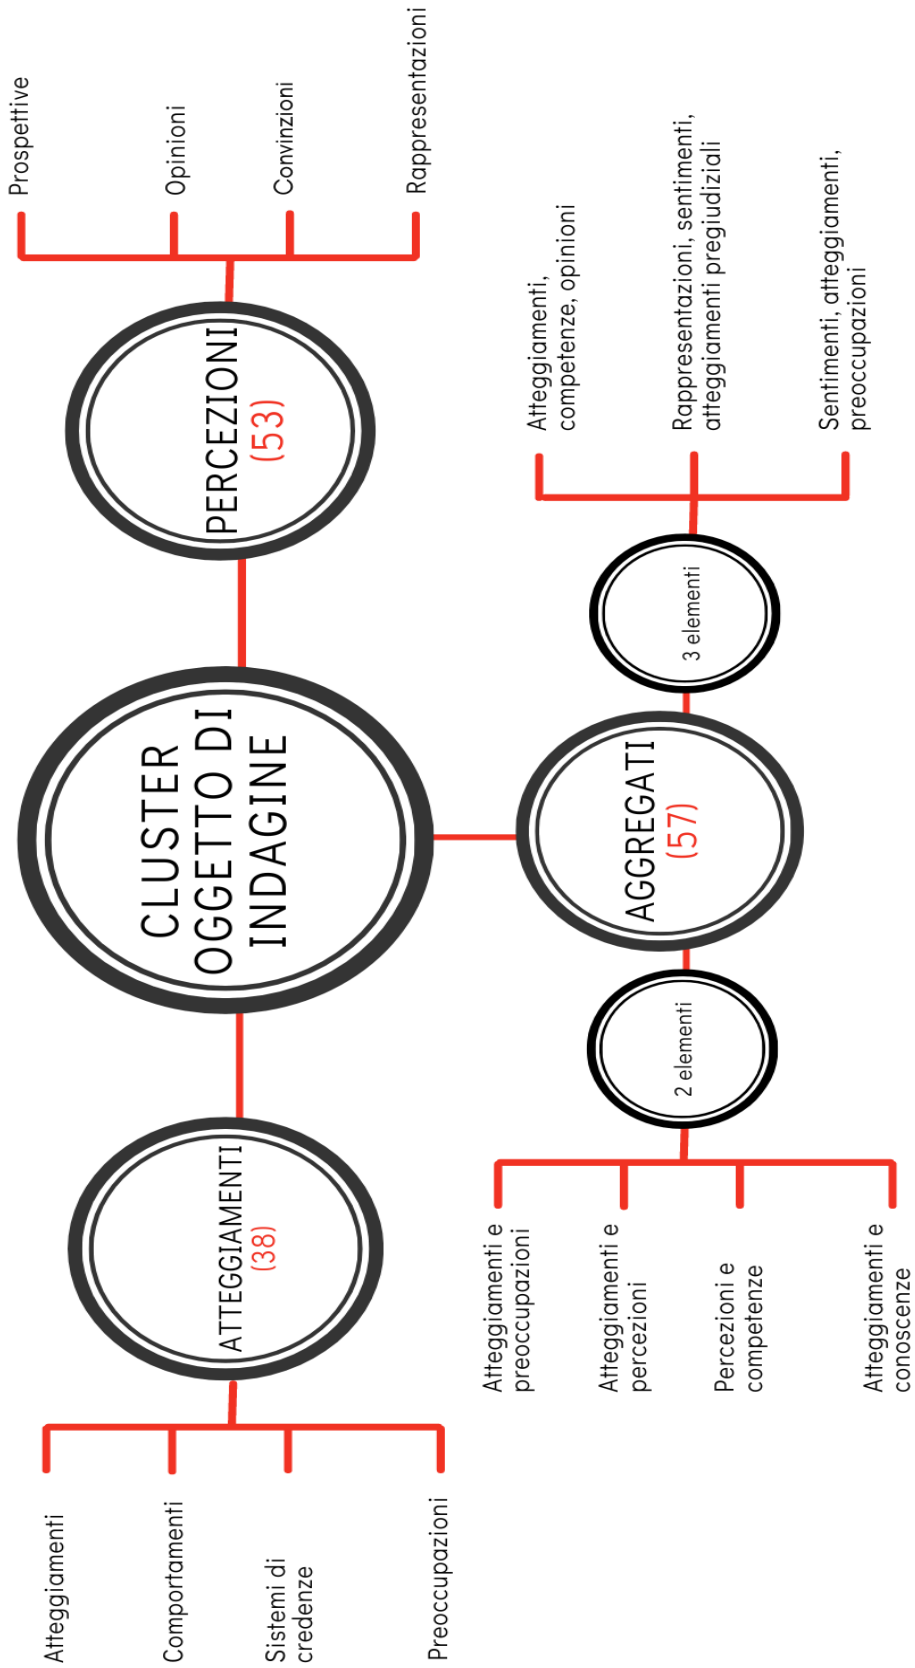 CLUSTER
OGGETTO DI
INDAGINE
ATTEGGIAMENTI
(38)
Atteggiamenti
Comportamenti
Sistemi di
credenze
Preoccupazioni
PERCEZIONI
(53)
Prospettive
Opinioni
Convinzioni
Rappresentazioni
AGGREGATI
(57)
2 elementi
Atteggiamenti e
preoccupazioni
Atteggiamenti e
percezioni
Percezioni e
competenze
Atteggiamenti e
conoscenze
3 elementi
Atteggiamenti,
competenze, opinioni
Rappresentazioni, sentimenti,
atteggiamenti pregiudiziali
Sentimenti, atteggiamenti,
preoccupazioni